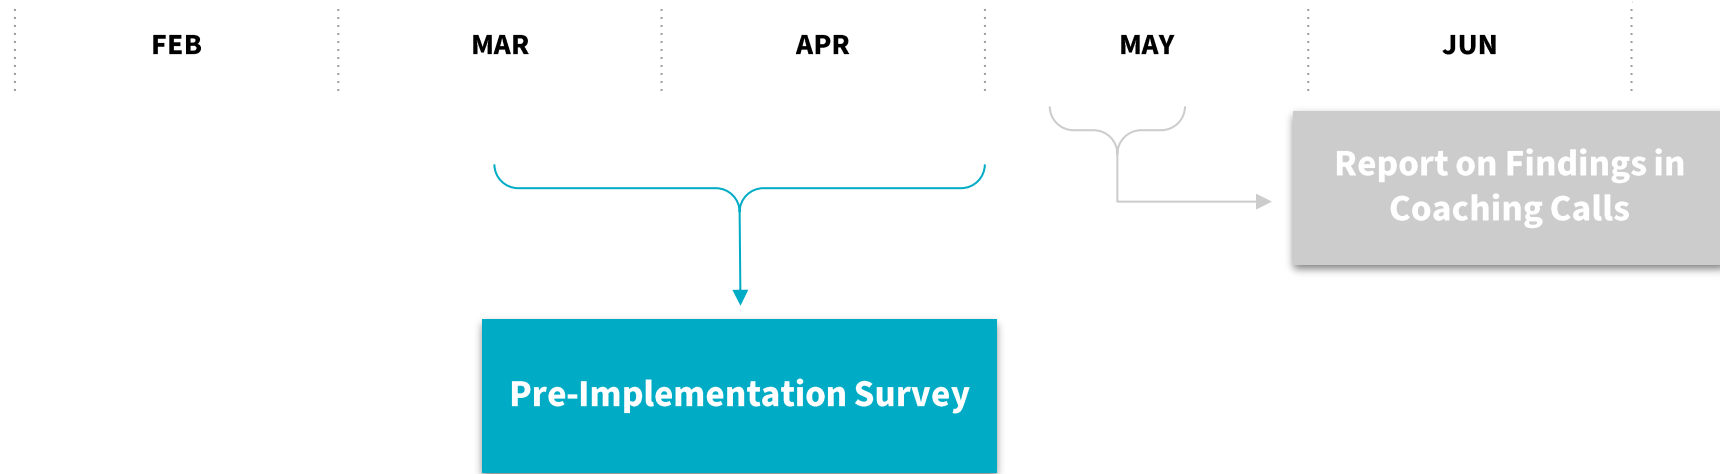 FEB
MAR
APR
MAY
JUN
Report on Findings in
Coaching Calls
Pre-Implementation Survey